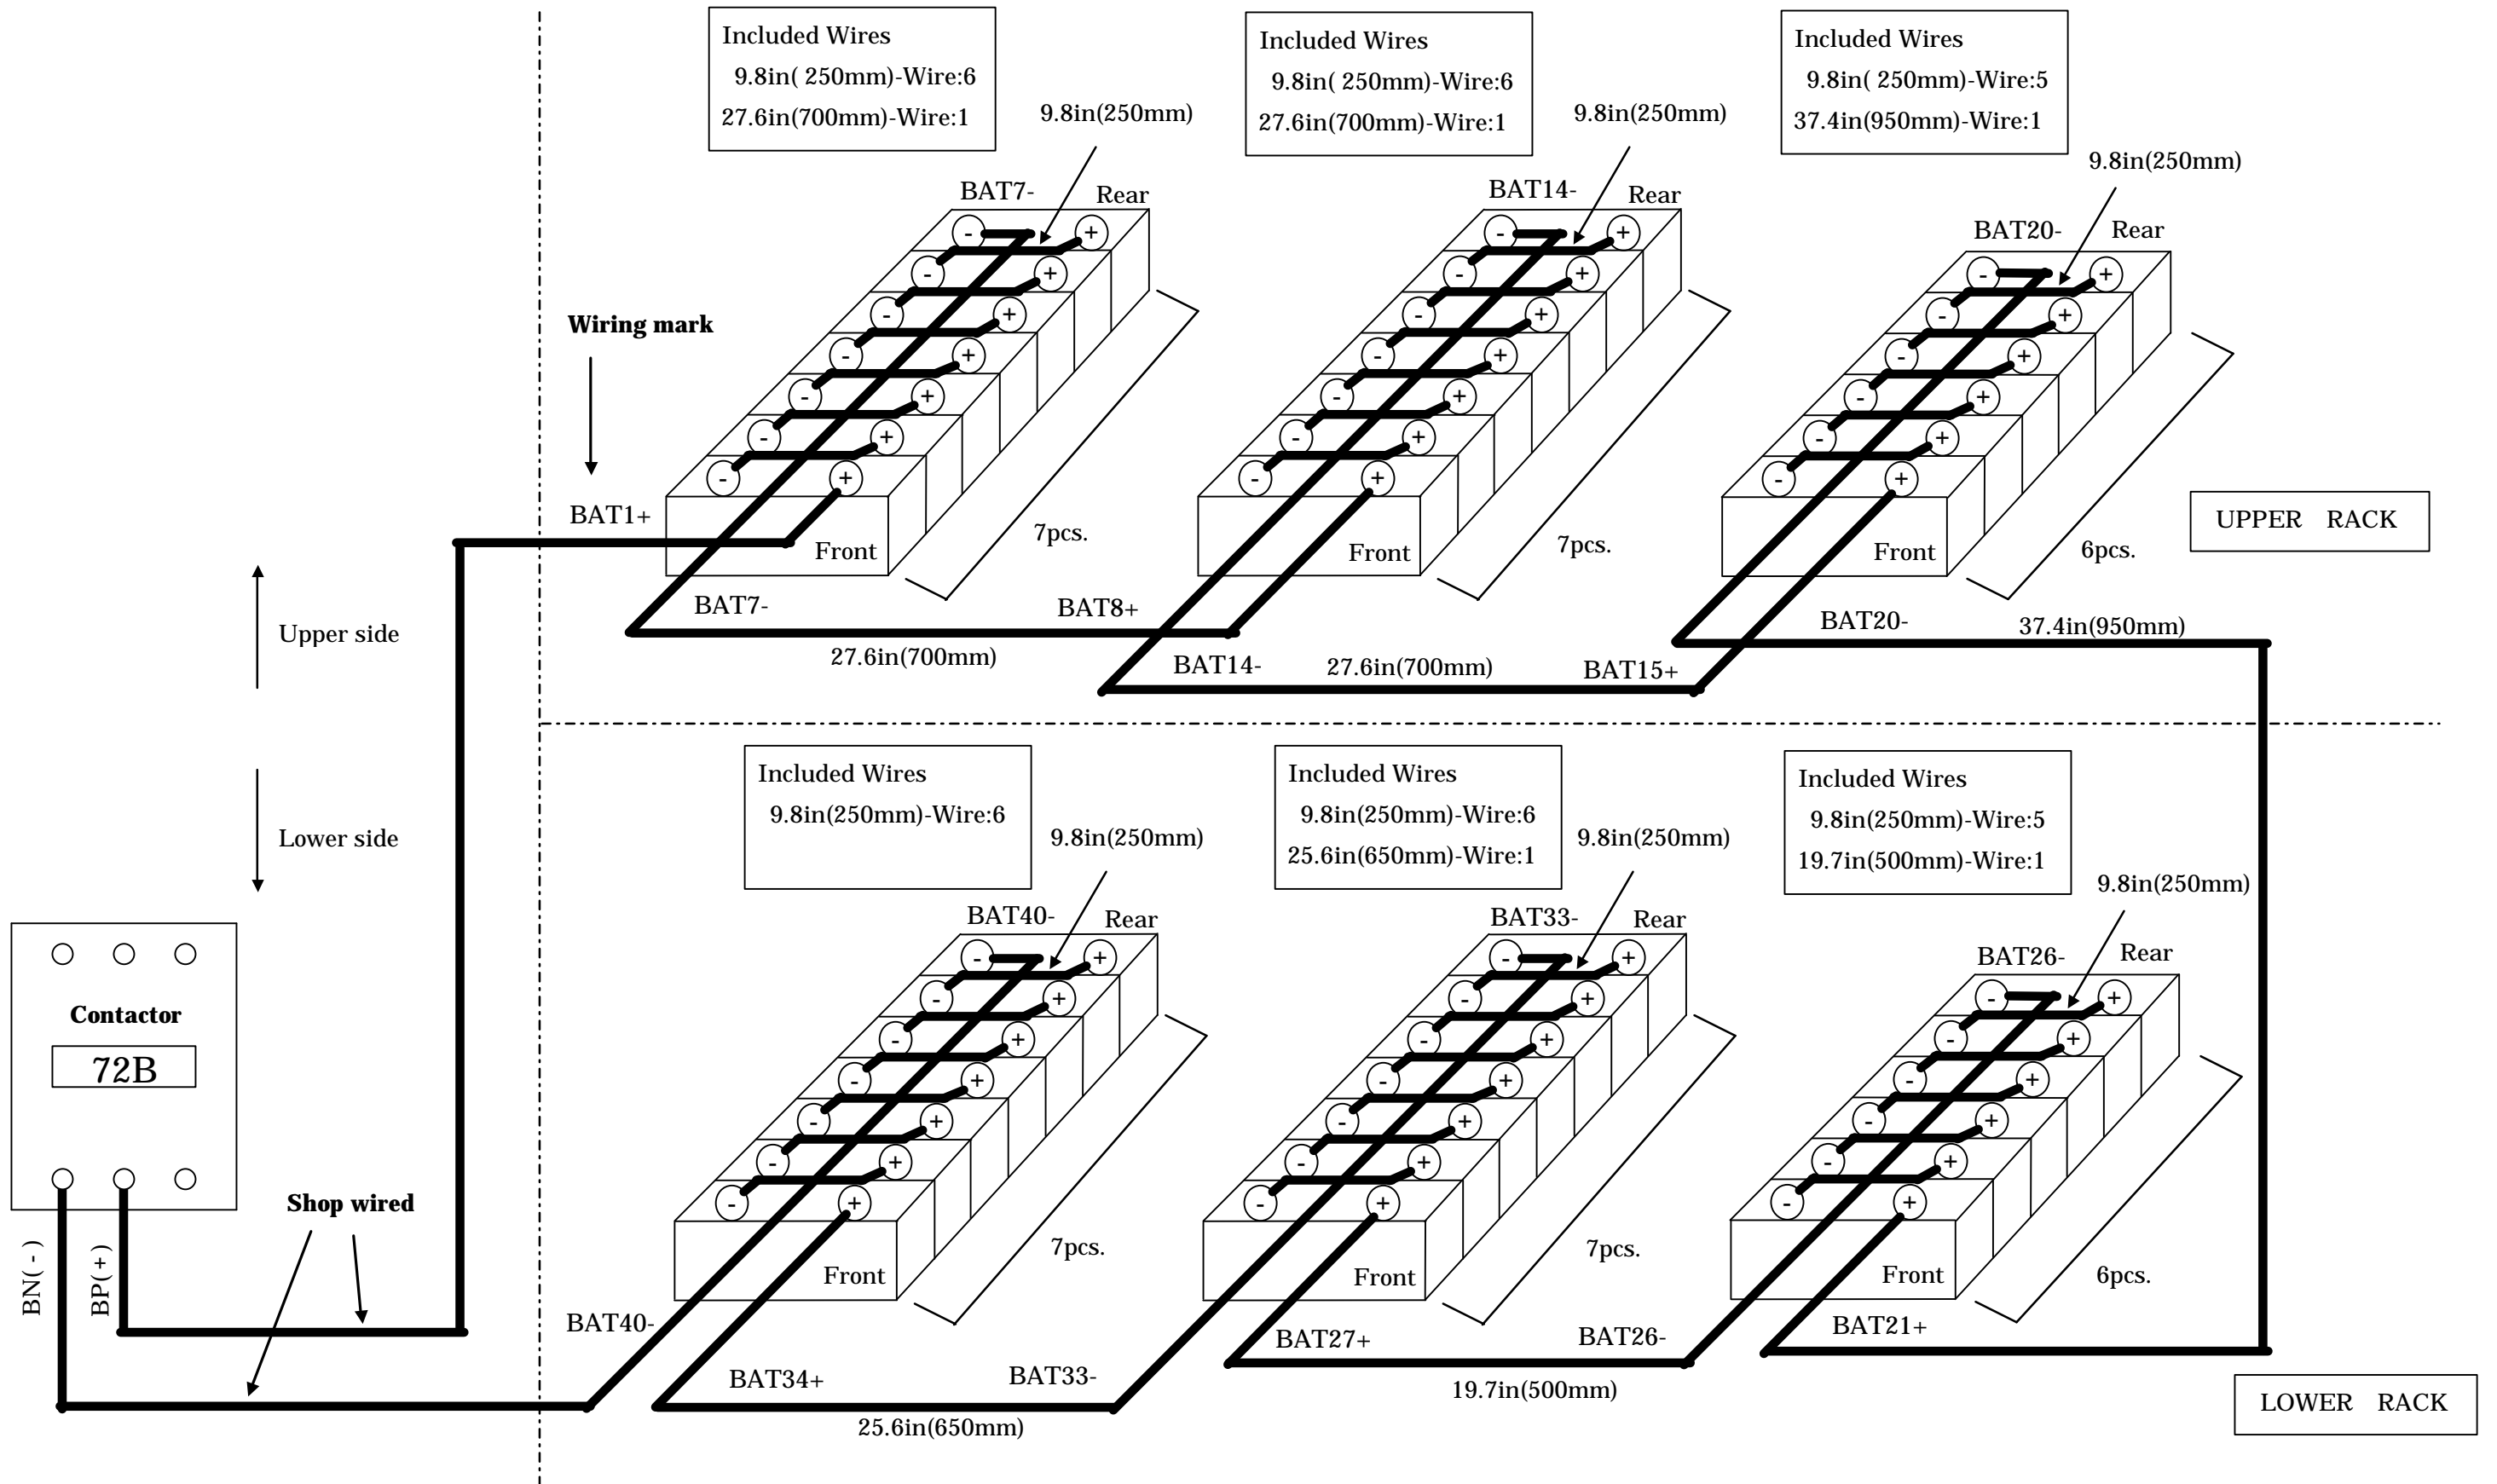 Included Wires
9.8in( 250mm)-Wire:6
27.6in(700mm)-Wire:1
9.8in(250mm)
Included Wires
9.8in( 250mm)-Wire:6
27.6in(700mm)-Wire:1
9.8in(250mm)
Included Wires
9.8in( 250mm)-Wire:5
37.4in(950mm)-Wire:1
9.8in(250mm)
BAT7-
Rear
- +
- +
- +
- +
- +
- +
- +
Front
7pcs.
BAT14-
Rear
- +
- +
- +
- +
- +
- +
- +
Front
7pcs.
BAT20-
Rear
- +
- +
- +
- +
- +
- +
Front
6pcs.
UPPER RACK
Wiring mark
BAT1+
BAT7-
BAT8+
27.6in(700mm)
BAT14-
27.6in(700mm)
BAT15+
BAT20-
37.4in(950mm)
Upper side
Lower side
Included Wires
9.8in(250mm)-Wire:6
9.8in(250mm)
Included Wires
9.8in(250mm)-Wire:6
25.6in(650mm)-Wire:1
9.8in(250mm)
Included Wires
9.8in(250mm)-Wire:5
19.7in(500mm)-Wire:1
9.8in(250mm)
BAT40-
Rear
- +
- +
- +
- +
- +
- +
- +
Front
7pcs.
BAT33-
Rear
- +
- +
- +
- +
- +
- +
- +
Front
7pcs.
BAT26-
Rear
- +
- +
- +
- +
- +
- +
Front
6pcs.
Contactor
72B
Shop wired
BN( - )
BP( + )
BAT40-
BAT34+
BAT33-
25.6in(650mm)
BAT27+
BAT26-
19.7in(500mm)
BAT21+
LOWER RACK